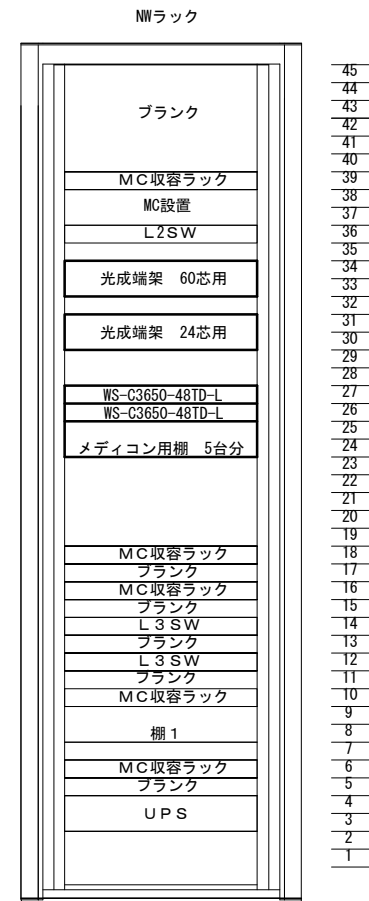 NWラック
45
44
ブランク 43
42
41
40
MC収容ラック 39
MC設置 38
37
L2SW 36
35
光成端架 60芯用 34
33
32
光成端架 24芯用 31
30
29
28
WS-C3650-48TD-L 27
WS-C3650-48TD-L 26
25
メディコン用棚 5台分 24
23
22
21
20
19
MC収容ラック 18
ブランク 17
MC収容ラック 16
ブランク 15
L3SW 14
ブランク 13
L3SW 12
ブランク 11
MC収容ラック 10
9
棚1 8
7
MC収容ラック 6
ブランク 5
UPS 4
3
2
1